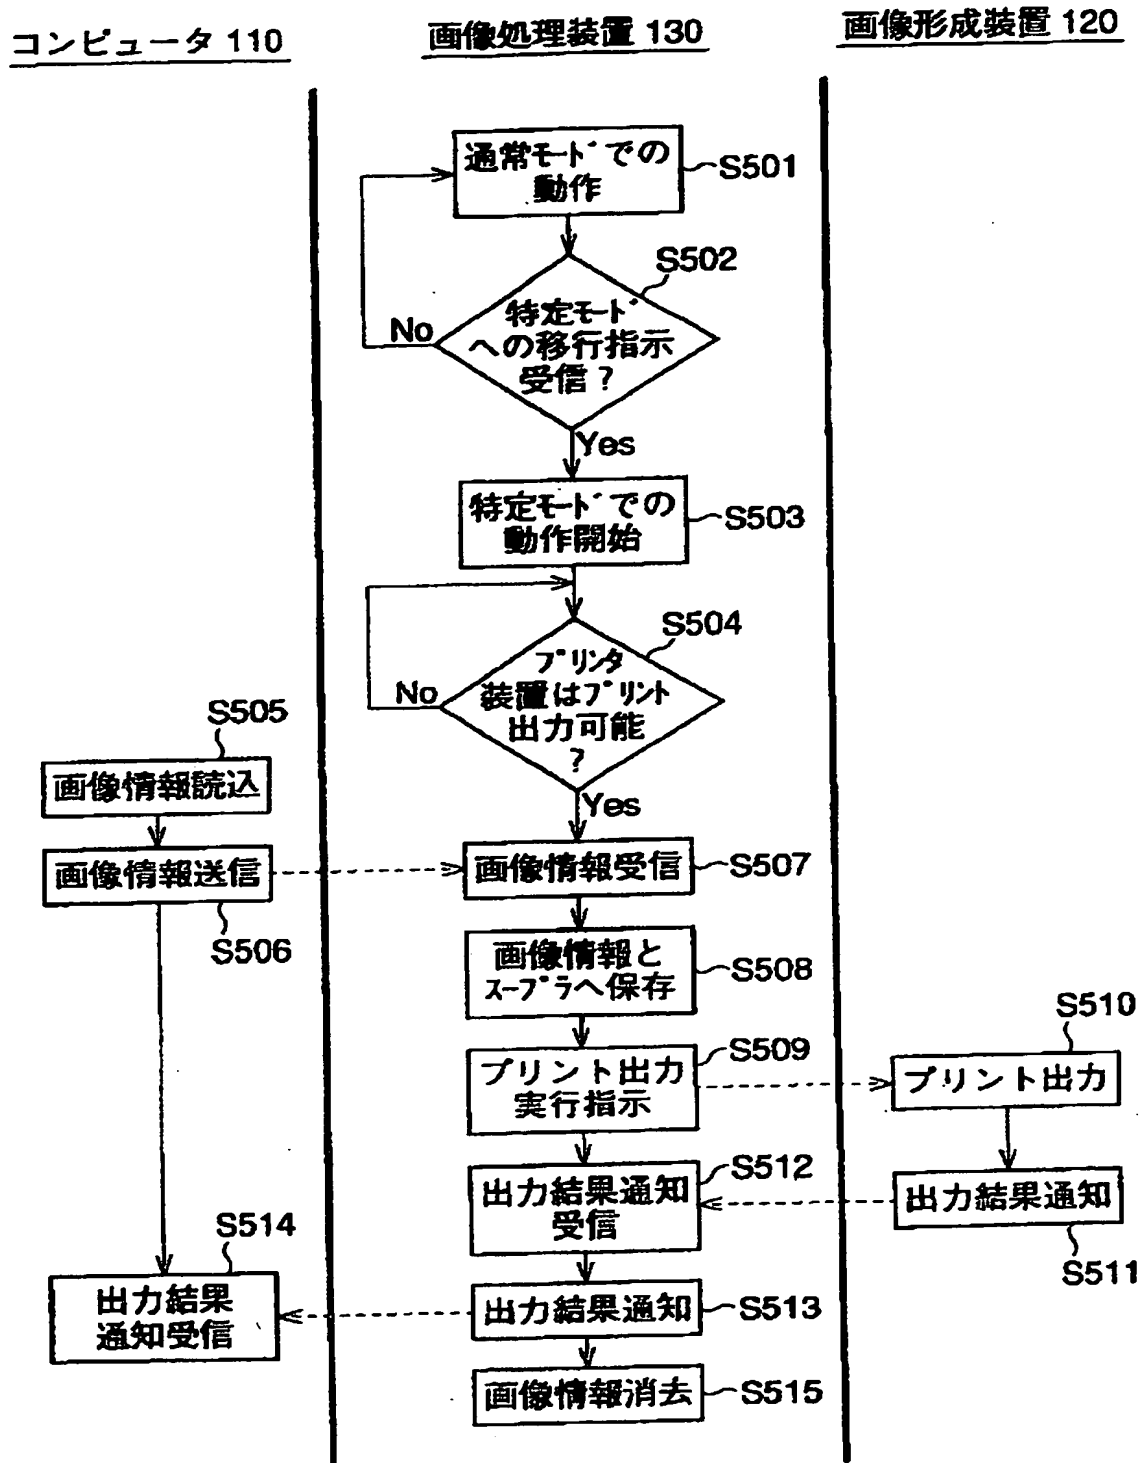 コンピュータ 110
画像処理装置 130
画像形成装置 120
通常モードでの
動作
S501
S502
特定モード
への移行指示
受信?
No
Yes
特定モードでの
動作開始
S503
S504
プリンタ
装置はプリント
出力可能
?
No
Yes
S505
画像情報読込
画像情報送信
S506
画像情報受信
S507
画像情報と
スープラへ保存
S508
プリント出力
実行指示
S509
S510
プリント出力
出力結果通知
S511
出力結果通知
受信
S512
出力結果通知
S513
S514
出力結果
通知受信
画像情報消去
S515